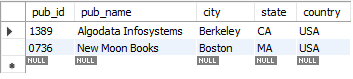 pub_id pub_name city state country
1389 Algodata Infosystems Berkeley CA USA
0736 New Moon Books Boston MA USA
NULL NULL NULL NULL NULL